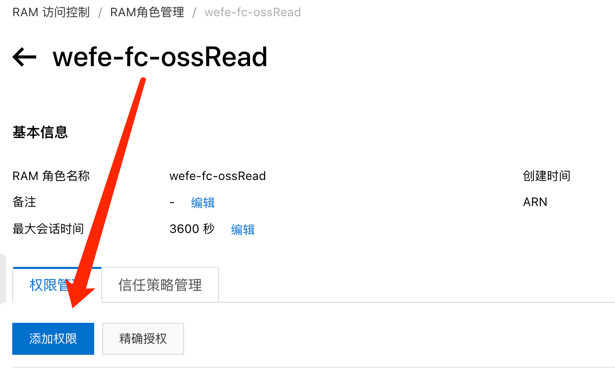 RAM 访问控制 / RAM角色管理 / wefe-fc-ossRead
← wefe-fc-ossRead
基本信息
RAM 角色名称 wefe-fc-ossRead 创建时间
备注 - 编辑 ARN
最大会话时间 3600 秒 编辑
权限管 信任策略管理
添加权限 精确授权